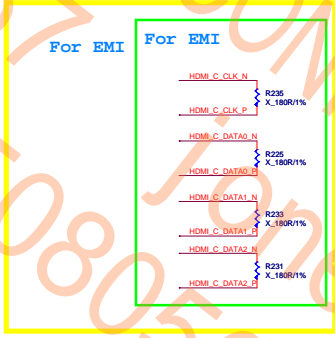 For EMI
For EMI
HDMI_C_CLK_N
R235
X_180R/1%
HDMI_C_CLK_P
HDMI_C_DATA0_N
R225
X_180R/1%
HDMI_C_DATA0_P
HDMI_C_DATA1_N
R233
X_180R/1%
HDMI_C_DATA1_P
HDMI_C_DATA2_N
R231
X_180R/1%
HDMI_C_DATA2_P